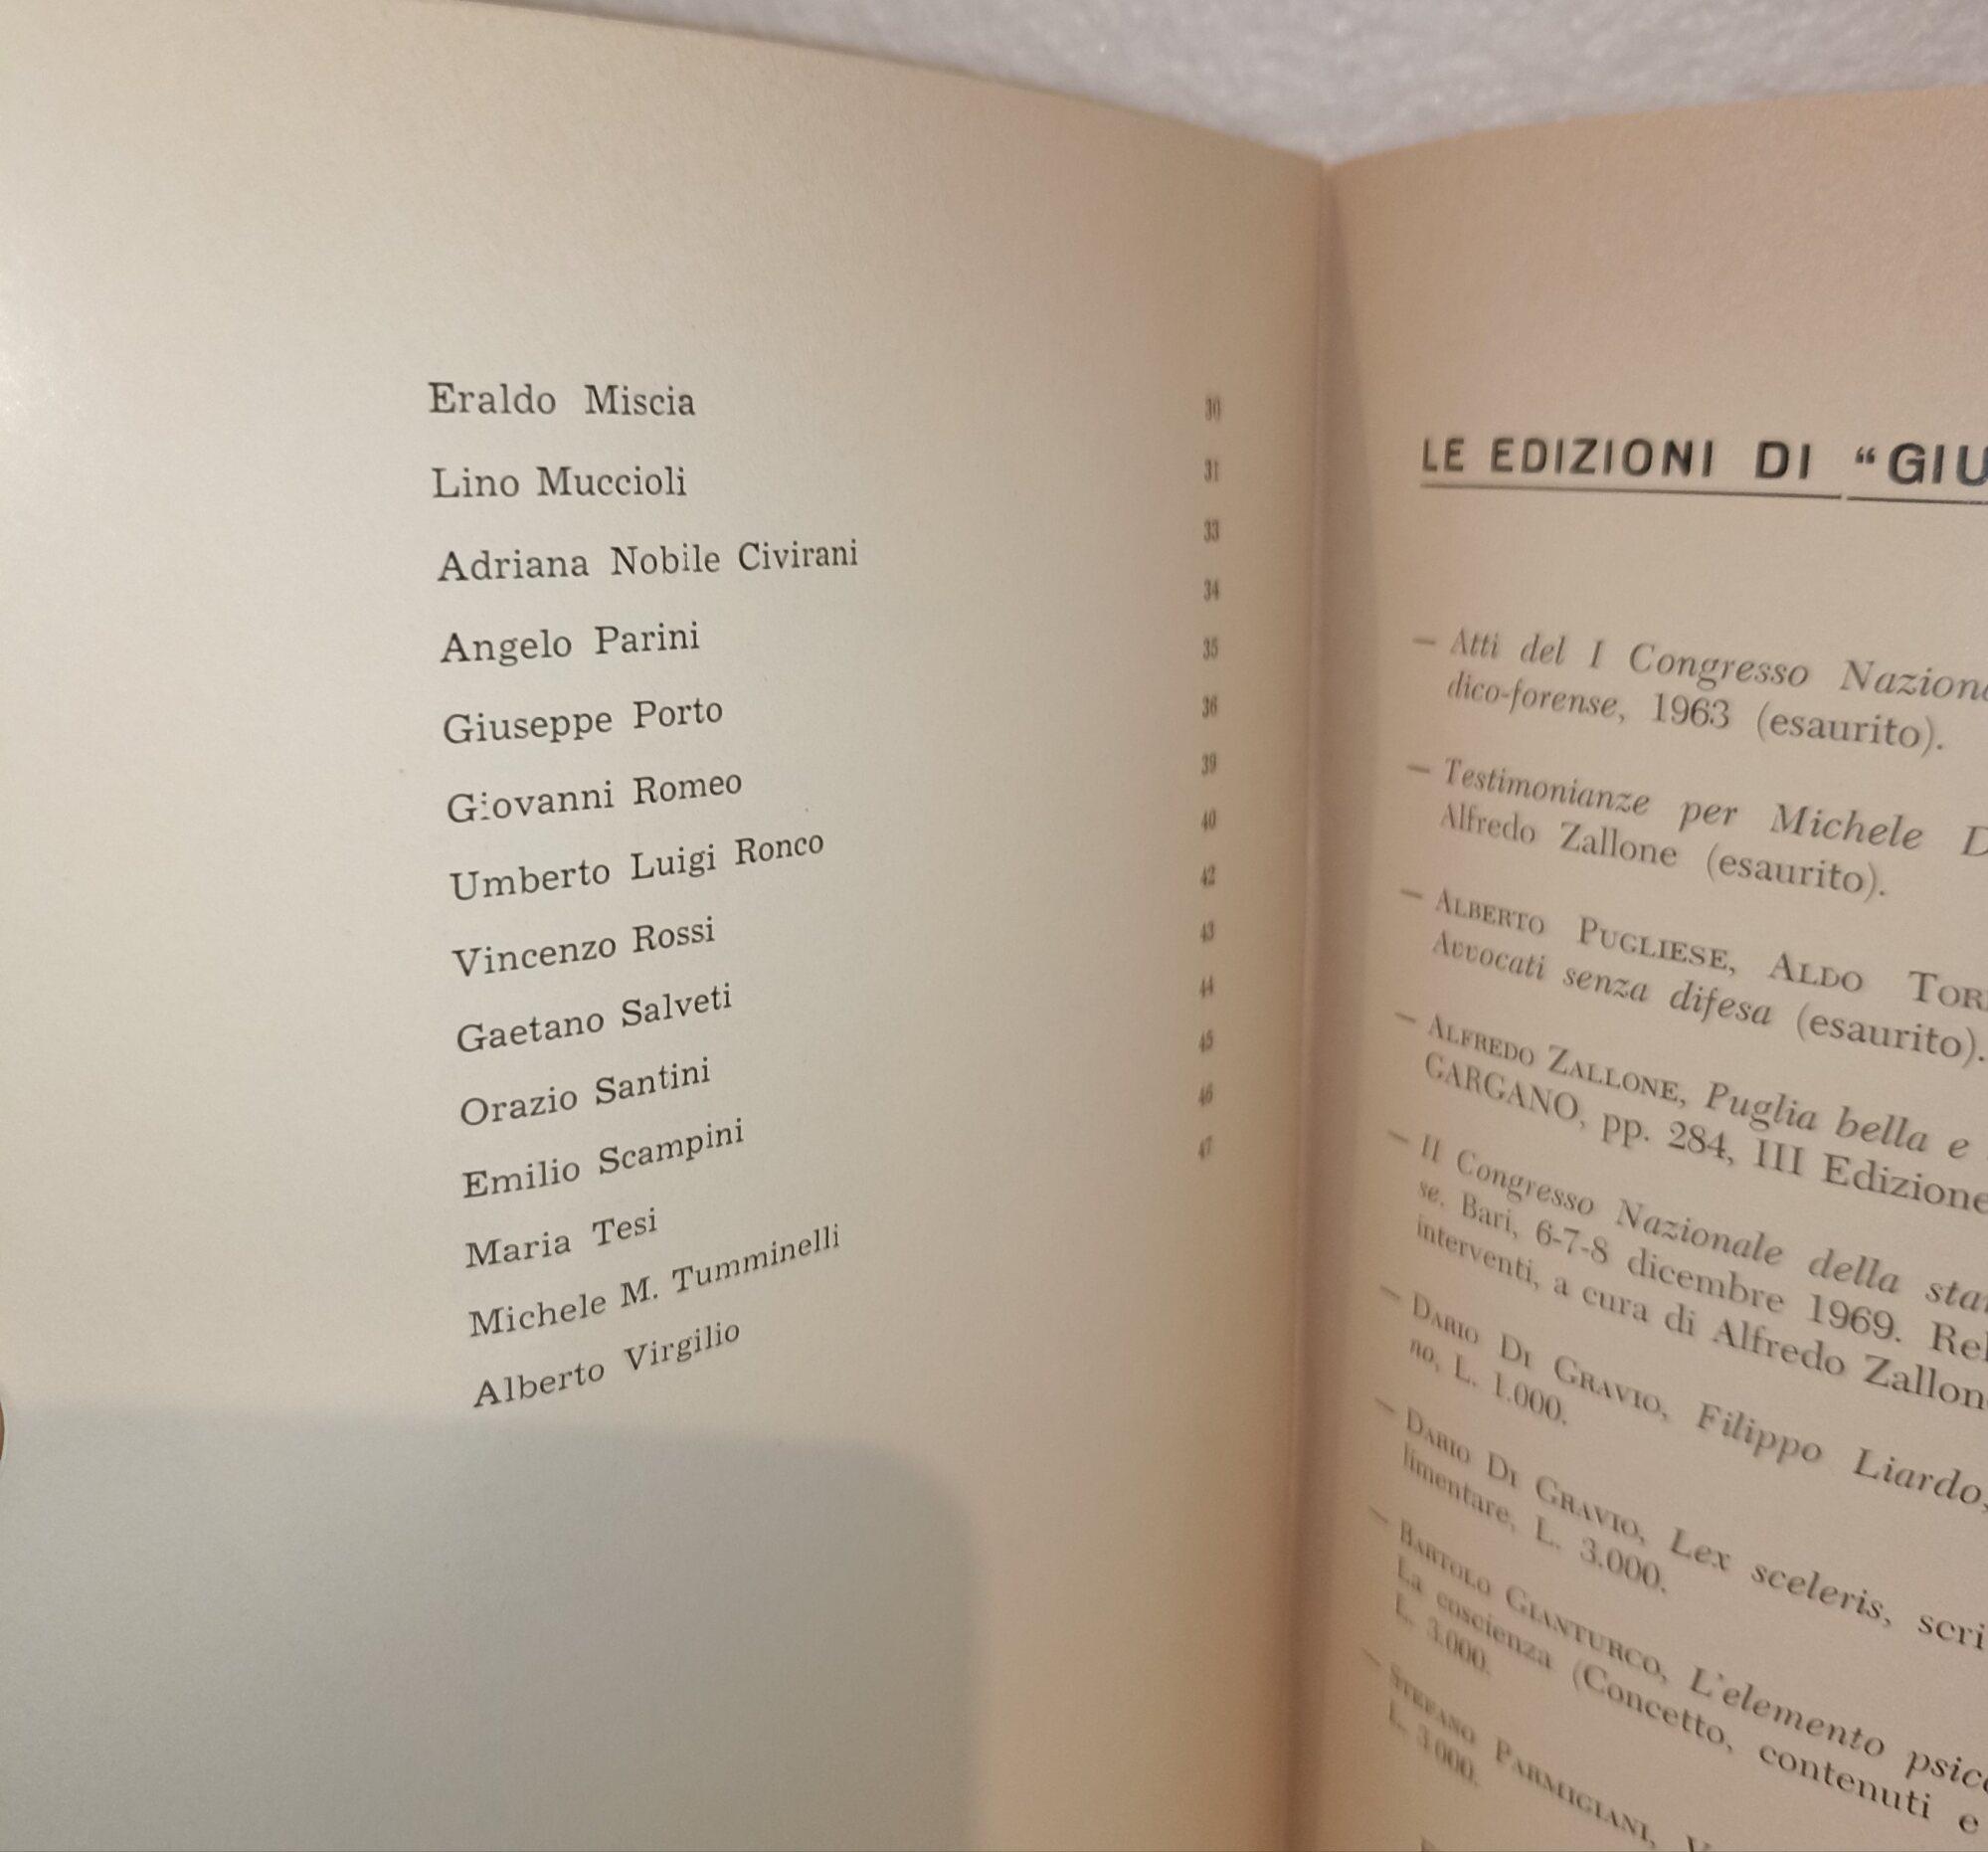 Eraldo Miscia 30
Lino Muccioli 31
Adriana Nobile Civirani 33
Angelo Parini 34
Giuseppe Porto 35
Giovanni Romeo 36
Umberto Luigi Ronco 39
Vincenzo Rossi 40
Gaetano Salveti 42
Orazio Santini 43
Emilio Scampini 44
Maria Tesi 45
Michele M. Tumminelli 46
Alberto Virgilio 47
LE EDIZIONI DI "GIU
— Atti del I Congresso Naziona
dico-forense, 1963 (esaurito).
— Testimonianze per Michele D
Alfredo Zallone (esaurito).
— ALBERTO PUGLIESE, ALDO TOR
Avvocati senza difesa (esaurito).
— ALFREDO ZALLONE, Puglia bella e
GARGANO, pp. 284, III Edizione
— II Congresso Nazionale della sta
se. Bari, 6-7-8 dicembre 1969. Rel
interventi, a cura di Alfredo Zallon
— DARIO DI GRAVIO, Filippo Liardo,
no, L. 1.000.
— DARIO DI GRAVIO, Lex sceleris, scri
limentare, L. 3.000.
— BARTOLO GIANTURCO, L'elemento psico
La coscienza (Concetto, contenuti e
L. 3.000.
— STEFANO PARMIGIANI, V
L. 3.000.